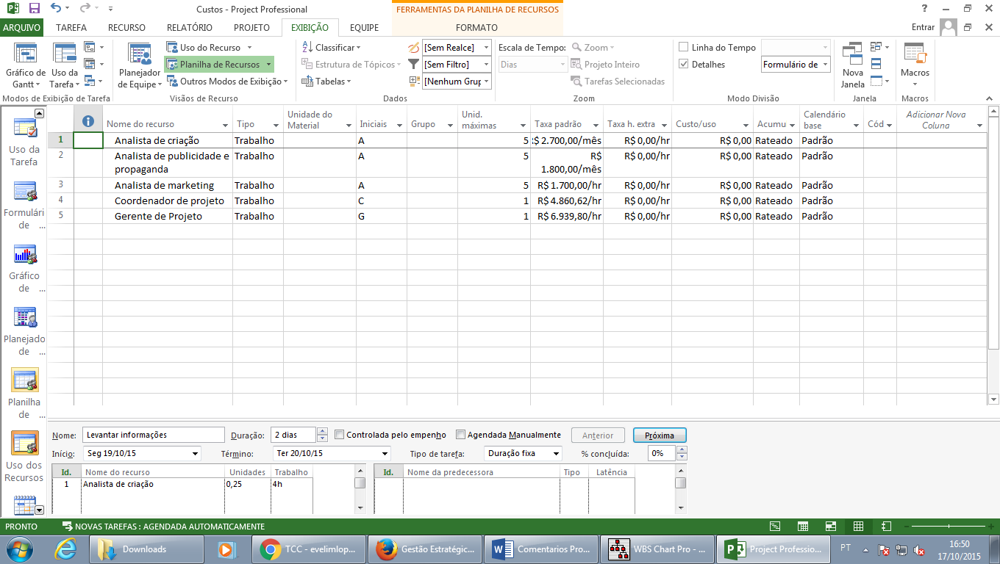 Custos - Project Professional
FERRAMENTAS DA PLANILHA DE RECURSOS
ARQUIVO TAREFA RECURSO RELATÓRIO PROJETO EXIBIÇÃO EQUIPE FORMATO Entrar
Gráfico de Gantt
Uso da Tarefa
Modos de Exibição de Tarefa
Planejador de Equipe
Uso do Recurso
Planilha de Recursos
Outros Modos de Exibição
Visões de Recurso
Classificar
Estrutura de Tópicos
Tabelas
[Sem Realce]
[Sem Filtro]
[Nenhum Grup
Dados
Escala de Tempo:
Dias
Zoom
Projeto Inteiro
Tarefas Selecionadas
Zoom
Linha do Tempo
Detalhes
Formulário de
Modo Divisão
Nova Janela
Janela
Macros
Macros
Nome do recurso Tipo Unidade do Material Iniciais Grupo Unid. máximas Taxa padrão Taxa h. extra Custo/uso Acumu Calendário base Cód Adicionar Nova Coluna
1 Analista de criação Trabalho A 5 R$ 2.700,00/mês R$ 0,00/hr R$ 0,00 Rateado Padrão
2 Analista de publicidade e propaganda Trabalho A 5 R$ 1.800,00/mês R$ 0,00/hr R$ 0,00 Rateado Padrão
3 Analista de marketing Trabalho A 5 R$ 1.700,00/hr R$ 0,00/hr R$ 0,00 Rateado Padrão
4 Coordenador de projeto Trabalho C 1 R$ 4.860,62/hr R$ 0,00/hr R$ 0,00 Rateado Padrão
5 Gerente de Projeto Trabalho G 1 R$ 6.939,80/hr R$ 0,00/hr R$ 0,00 Rateado Padrão
Uso da
Tarefa
Formulári
de ...
Gráfico
de ...
Planejado
de ...
Planilha
de ...
Uso dos
Recursos
Nome: Levantar informações Duração: 2 dias Controlada pelo empenho Agendada Manualmente Anterior Próxima
Início: Seg 19/10/15 Término: Ter 20/10/15 Tipo de tarefa: Duração fixa % concluída: 0%
Id. Nome do recurso Unidades Trabalho Id. Nome da predecessora Tipo Latência
1 Analista de criação 0,25 4h
PRONTO NOVAS TAREFAS : AGENDADA AUTOMATICAMENTE
Downloads TCC - evelimlop... Gestão Estratégic... Comentarios Pro... WBS Chart Pro - ... Project Professio... PT 16:50
17/10/2015